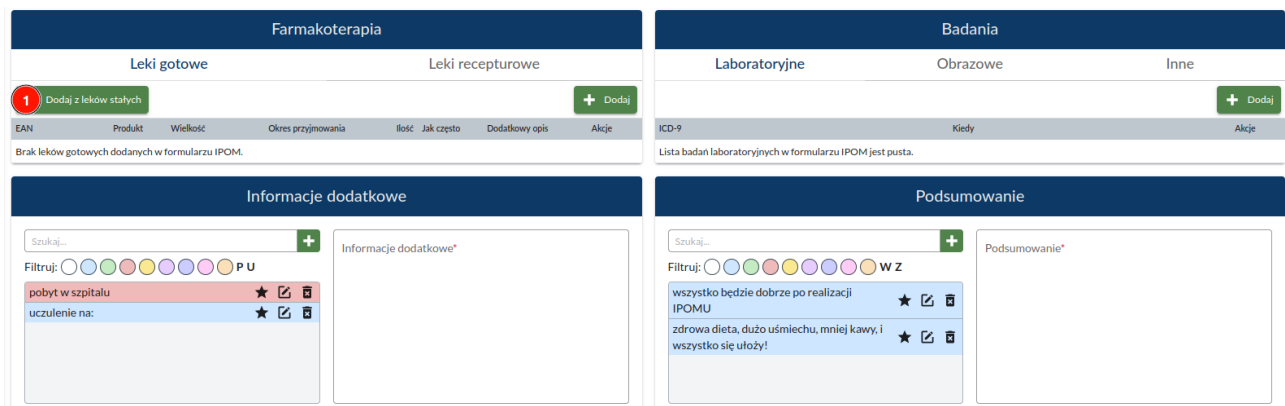 Farmakoterapia
Leki gotowe Leki recepturowe
1 Dodaj z leków stałych + Dodaj
EAN Produkt Wielkość Okres przyjmowania Ilość Jak często Dodatkowy opis Akcje
Brak leków gotowych dodanych w formularzu IPOM.
Badania
Laboratoryjne Obrazowe Inne
+ Dodaj
ICD-9 Kiedy Akcje
Lista badań laboratoryjnych w formularzu IPOM jest pusta.
Informacje dodatkowe
Szukaj... +
Filtruj: P U
pobyt w szpitalu
uczulenie na:
Informacje dodatkowe*
Podsumowanie
Szukaj... +
Filtruj: W Z
wszystko będzie dobrze po realizacji
IPOMU
zdrowa dieta, dużo uśmiechu, mniej kawy, i
wszystko się ułoży!
Podsumowanie*